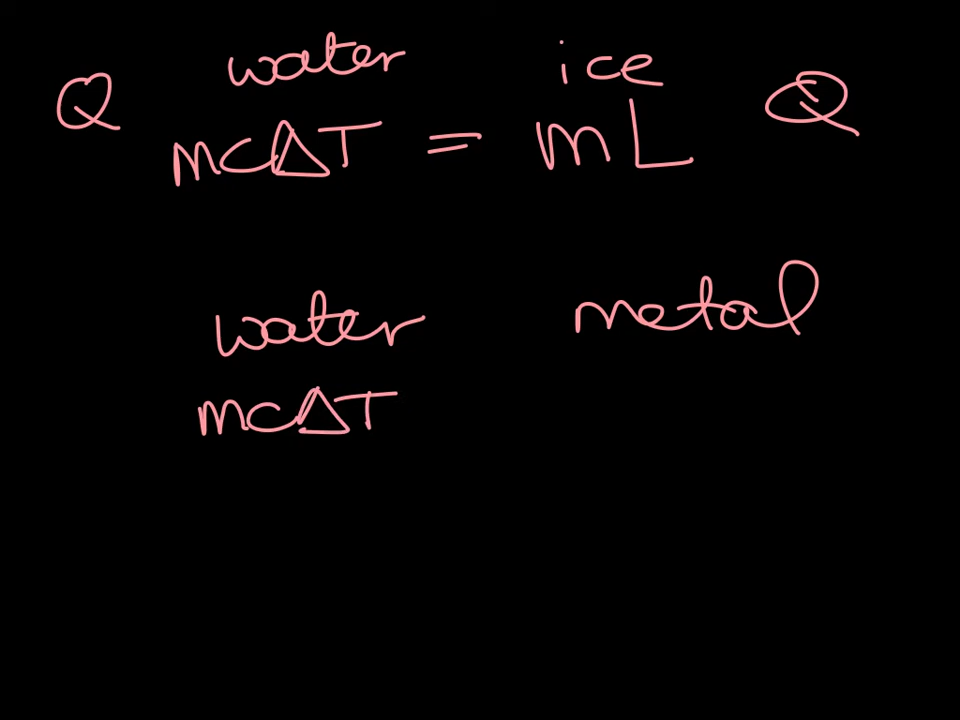 Q water ice Q
mCΔT = mL
water metal
mCΔT